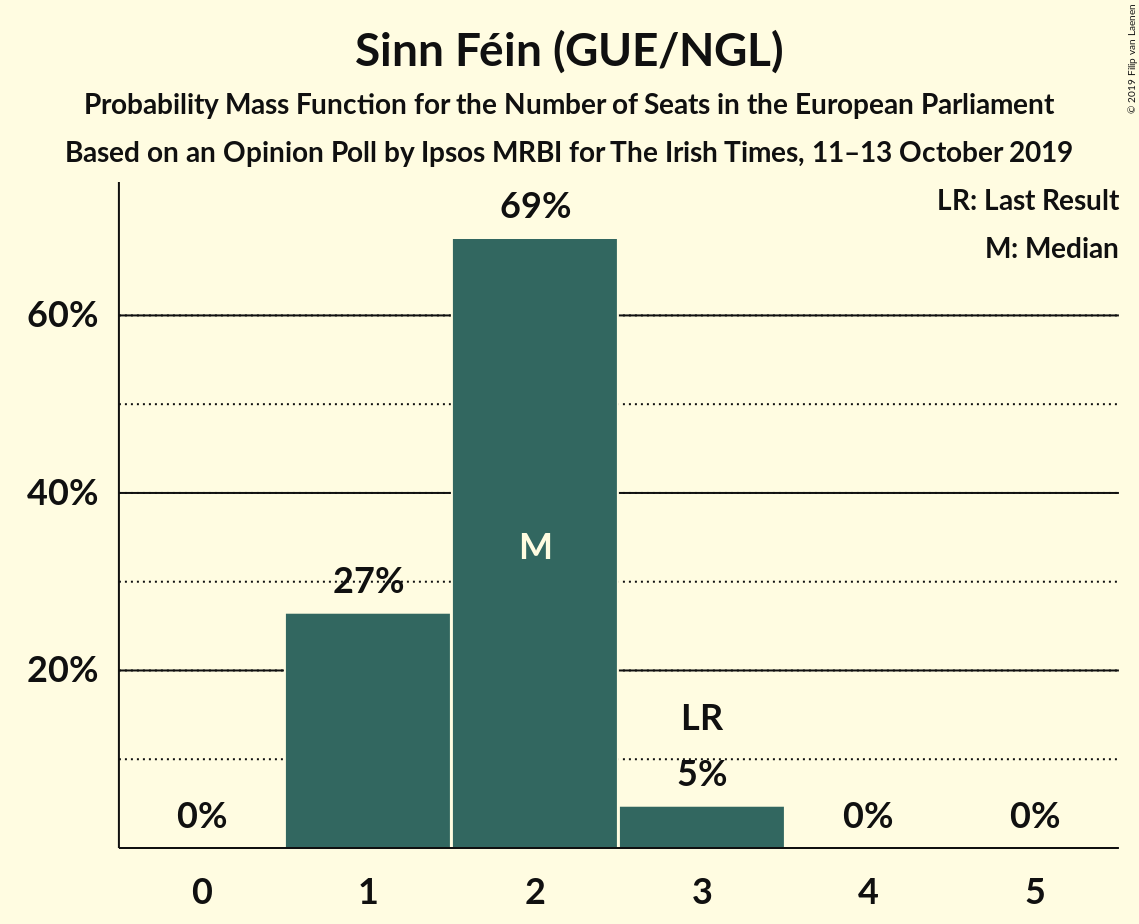 Sinn Féin (GUE/NGL)
Probability Mass Function for the Number of Seats in the European Parliament
Based on an Opinion Poll by Ipsos MRBI for The Irish Times, 11–13 October 2019
© 2019 Filip van Laenen
LR: Last Result
M: Median
69%
60%
40%
M
27%
20%
LR
5%
0%
0%
0%
0 1 2 3 4 5